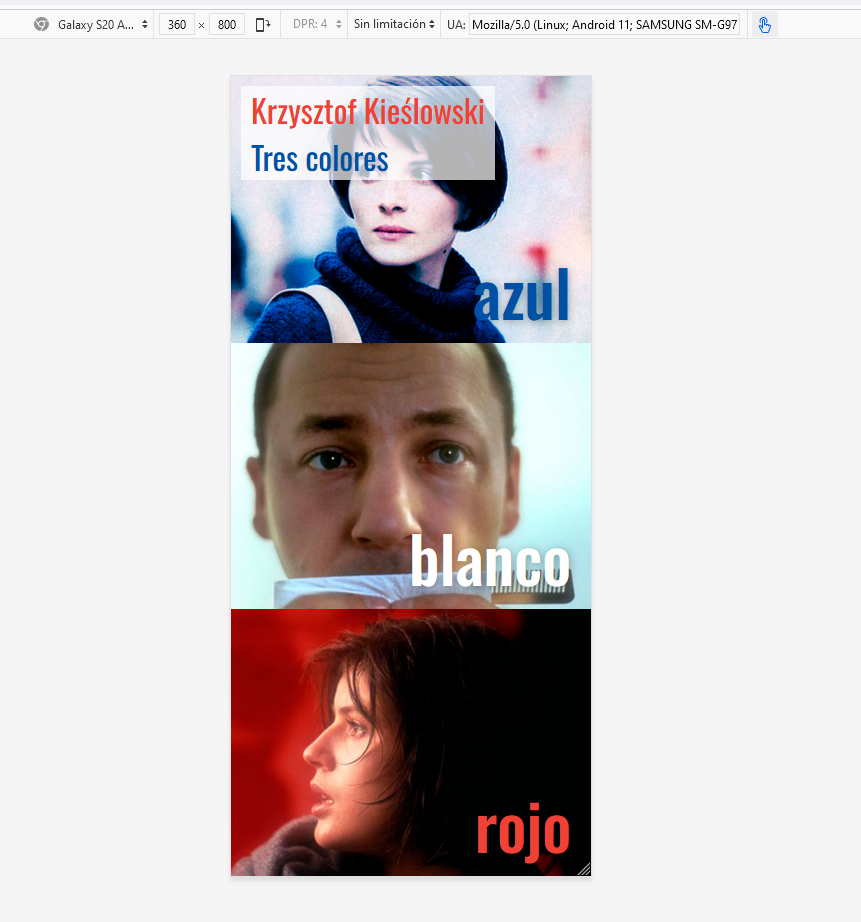 Galaxy S20 A...
360 × 800
DPR: 4
Sin limitación
UA: Mozilla/5.0 (Linux; Android 11; SAMSUNG SM-G97
Krzysztof Kieślowski
Tres colores
azul
blanco
rojo